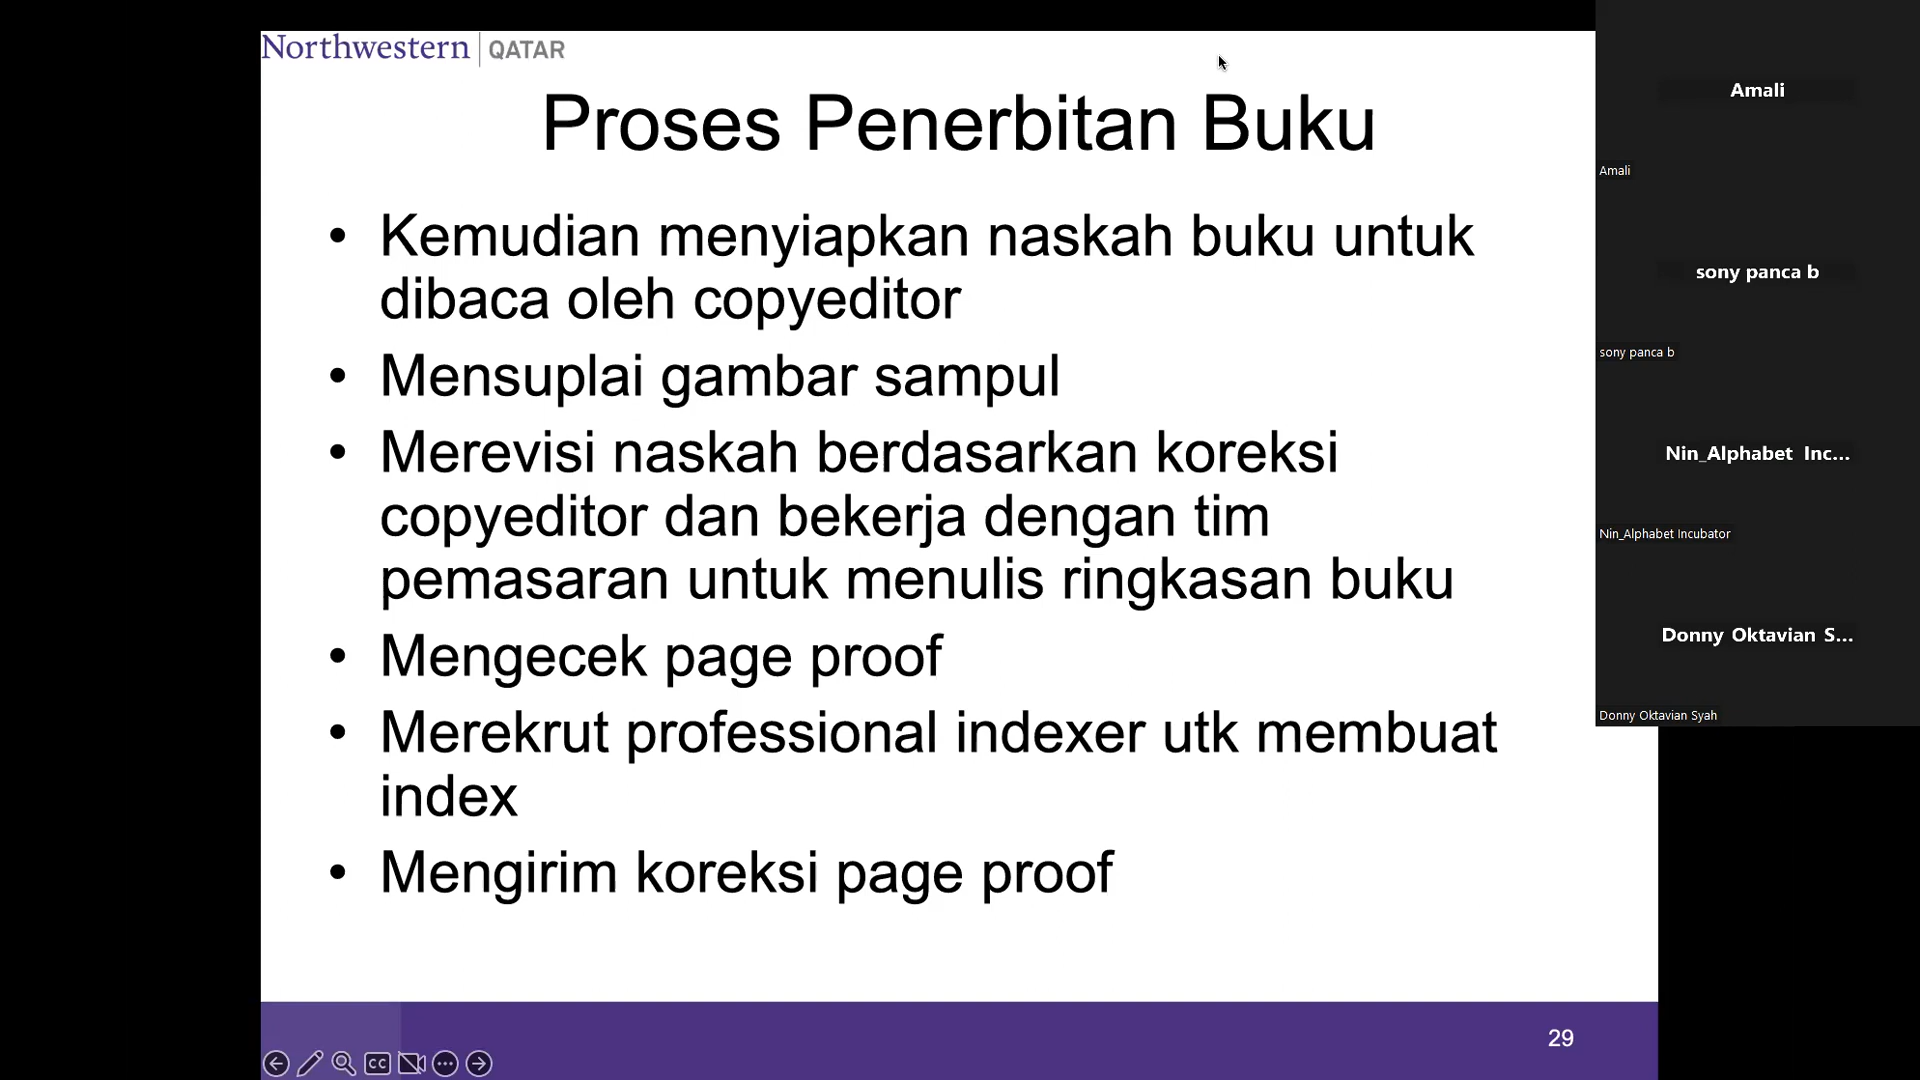 Northwestern | QATAR
Proses Penerbitan Buku
• Kemudian menyiapkan naskah buku untuk
dibaca oleh copyeditor
• Mensuplai gambar sampul
• Merevisi naskah berdasarkan koreksi
copyeditor dan bekerja dengan tim
pemasaran untuk menulis ringkasan buku
• Mengecek page proof
• Merekrut professional indexer utk membuat
index
• Mengirim koreksi page proof
29
CC
Amali
Amali
sony panca b
sony panca b
Nin_Alphabet Inc...
Nin_Alphabet Incubator
Donny Oktavian S...
Donny Oktavian Syah